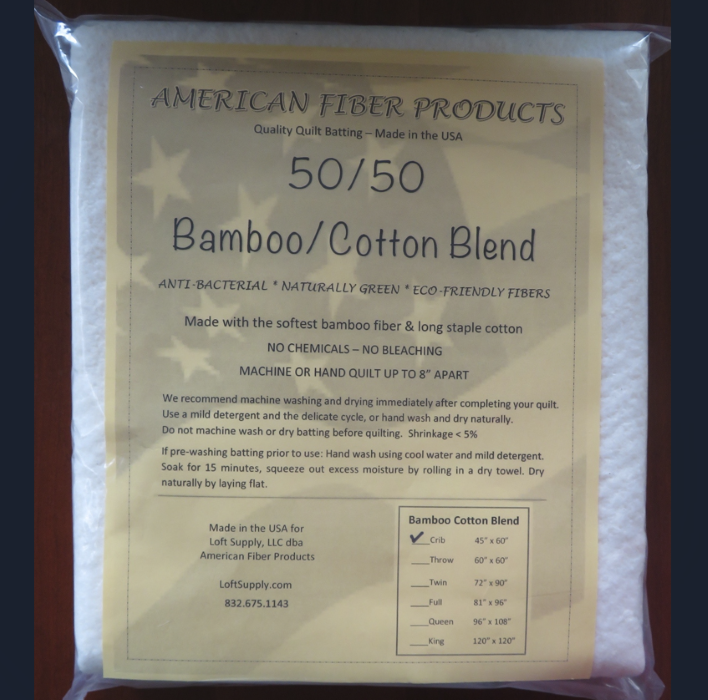 AMERICAN FIBER PRODUCTS
Quality Quilt Batting – Made in the USA
50/50
Bamboo/Cotton Blend
ANTI-BACTERIAL * NATURALLY GREEN * ECO-FRIENDLY FIBERS
Made with the softest bamboo fiber & long staple cotton
NO CHEMICALS – NO BLEACHING
MACHINE OR HAND QUILT UP TO 8" APART
We recommend machine washing and drying immediately after completing your quilt.
Use a mild detergent and the delicate cycle, or hand wash and dry naturally.
Do not machine wash or dry batting before quilting. Shrinkage < 5%
If pre-washing batting prior to use: Hand wash using cool water and mild detergent.
Soak for 15 minutes, squeeze out excess moisture by rolling in a dry towel. Dry
naturally by laying flat.
Made in the USA for
Loft Supply, LLC dba
American Fiber Products
LoftSupply.com
832.675.1143
Bamboo Cotton Blend
✔ Crib 45" x 60"
___Throw 60" x 60"
___Twin 72" x 90"
___Full 81" x 96"
___Queen 96" x 108"
___King 120" x 120"